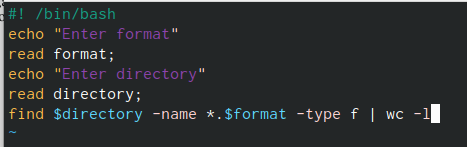 #! /bin/bash
echo "Enter format"
read format;
echo "Enter directory"
read directory;
find $directory -name *.$format -type f | wc -l
~